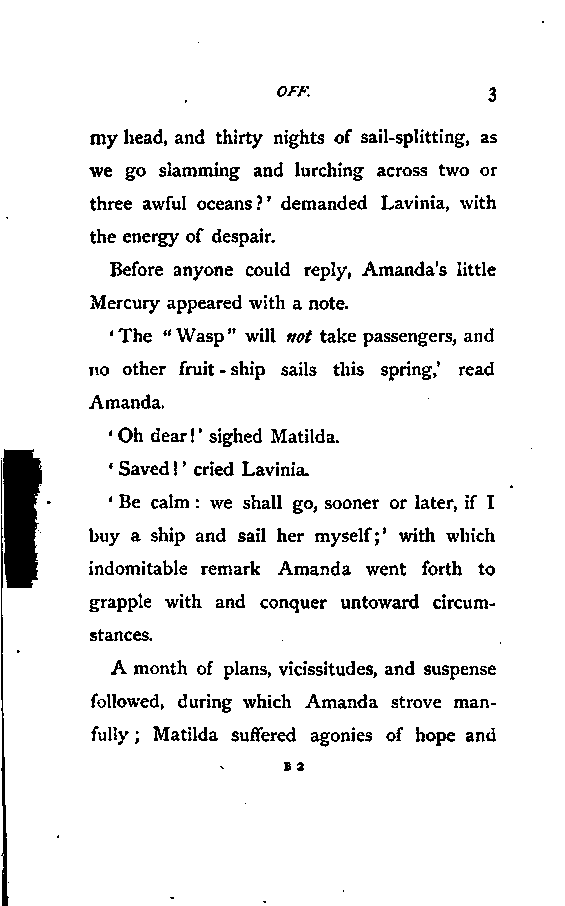 OFF. 3
my head, and thirty nights of sail-splitting, as
we go slamming and lurching across two or
three awful oceans?' demanded Lavinia, with
the energy of despair.
Before anyone could reply, Amanda's little
Mercury appeared with a note.
'The "Wasp" will not take passengers, and
no other fruit-ship sails this spring,' read
Amanda.
'Oh dear!' sighed Matilda.
'Saved!' cried Lavinia.
'Be calm: we shall go, sooner or later, if I
buy a ship and sail her myself;' with which
indomitable remark Amanda went forth to
grapple with and conquer untoward circum-
stances.
A month of plans, vicissitudes, and suspense
followed, during which Amanda strove man-
fully; Matilda suffered agonies of hope and
B 2